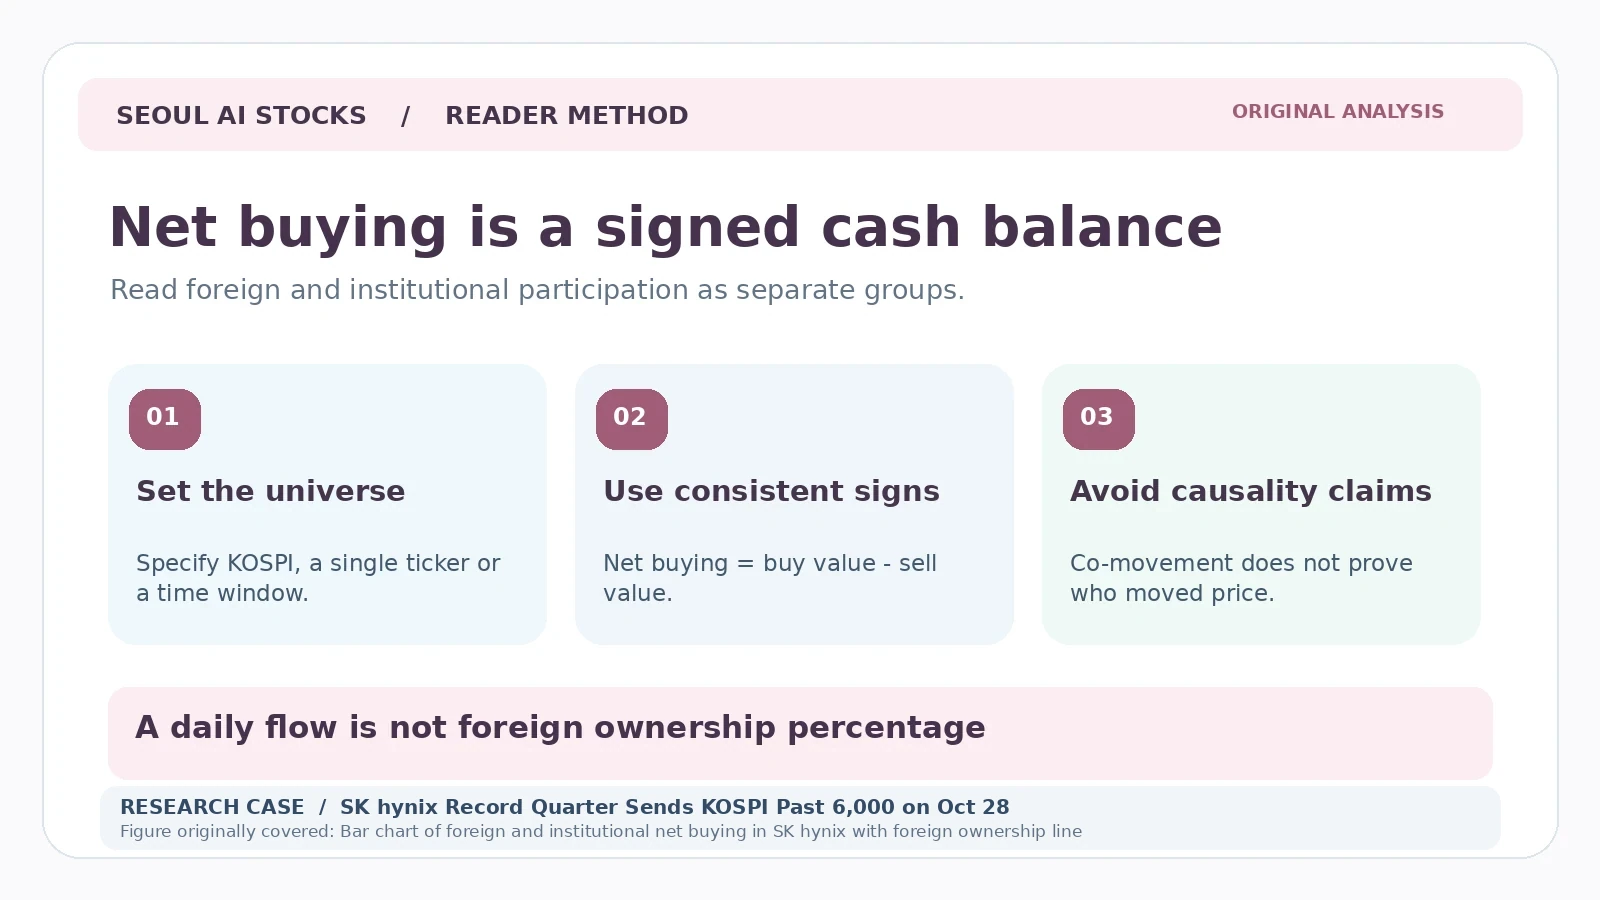 SEOUL AI STOCKS / READER METHOD
ORIGINAL ANALYSIS
Net buying is a signed cash balance
Read foreign and institutional participation as separate groups.
01
Set the universe
Specify KOSPI, a single ticker or
a time window.
02
Use consistent signs
Net buying = buy value - sell
value.
03
Avoid causality claims
Co-movement does not prove
who moved price.
A daily flow is not foreign ownership percentage
RESEARCH CASE / SK hynix Record Quarter Sends KOSPI Past 6,000 on Oct 28
Figure originally covered: Bar chart of foreign and institutional net buying in SK hynix with foreign ownership line